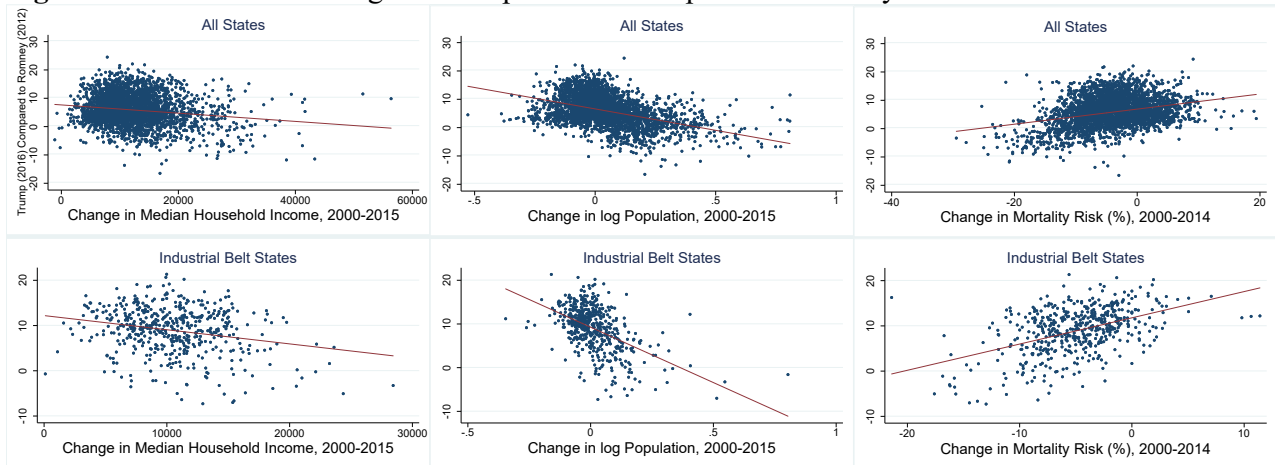 Trump (2016) Compared to Romney (2012)
All States
30
20
10
0
-10
-20
0 20000 40000 60000
Change in Median Household Income, 2000-2015
All States
30
20
10
0
-10
-20
-.5 0 .5 1
Change in log Population, 2000-2015
All States
30
20
10
0
-10
-20
-40 -20 0 20
Change in Mortality Risk (%), 2000-2014
Industrial Belt States
20
10
0
-10
0 10000 20000 30000
Change in Median Household Income, 2000-2015
Industrial Belt States
20
10
0
-10
-.5 0 .5 1
Change in log Population, 2000-2015
Industrial Belt States
20
10
0
-10
-20 -10 0 10
Change in Mortality Risk (%), 2000-2014